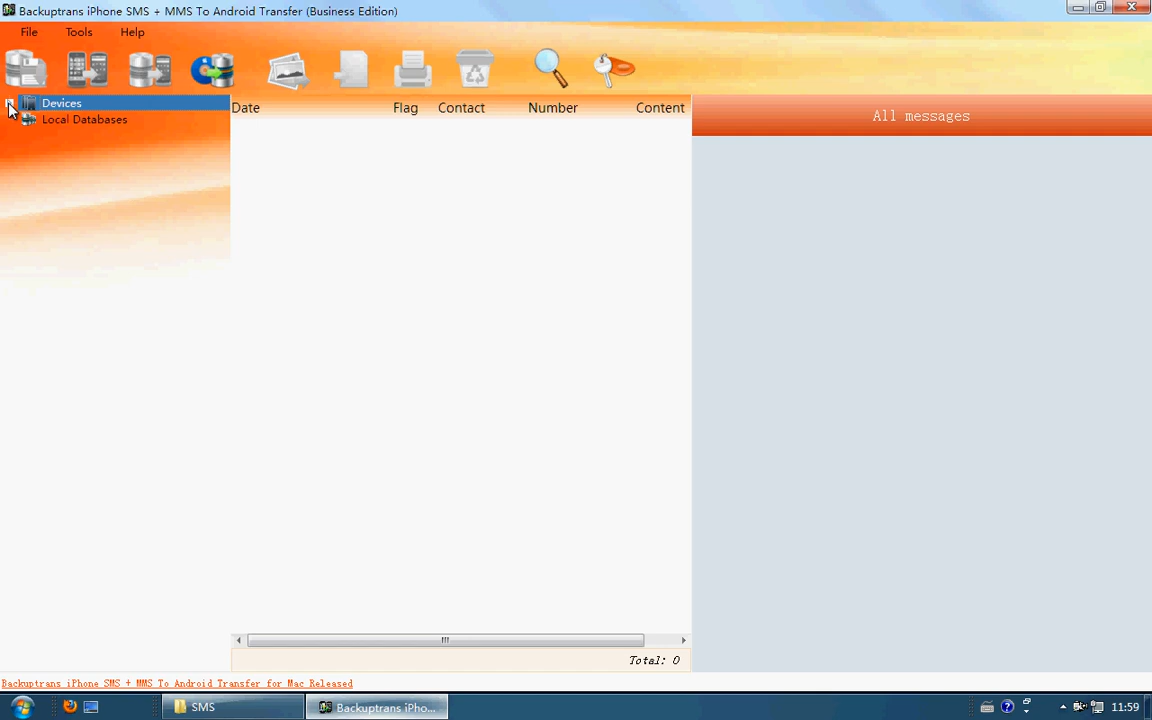 Backuptrans iPhone SMS + MMS To Android Transfer (Business Edition)
File Tools Help
Devices
Local Databases
Date Flag Contact Number Content
All messages
Total: 0
Backuptrans iPhone SMS + MMS To Android Transfer for Mac Released
SMS
Backuptrans iPho...
11:59